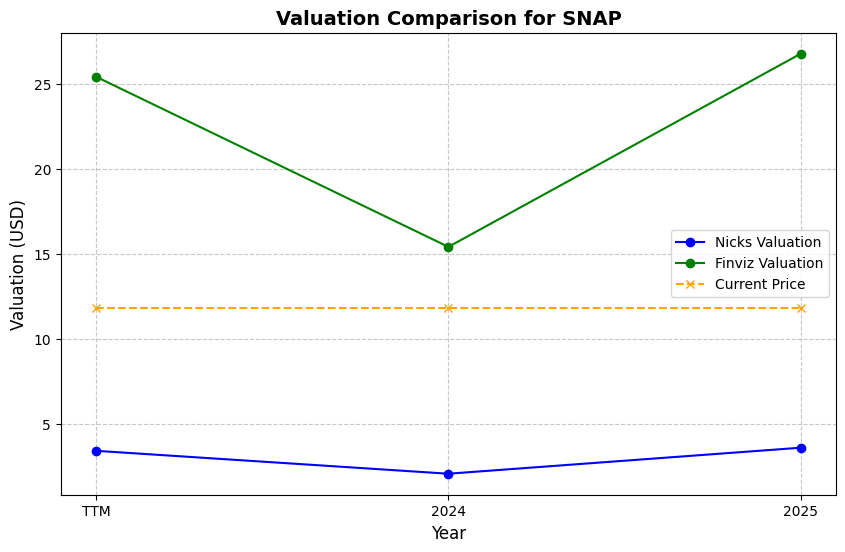 Valuation Comparison for SNAP
Valuation (USD)
25
20
15
10
5
Nicks Valuation
Finviz Valuation
Current Price
TTM
2024
2025
Year